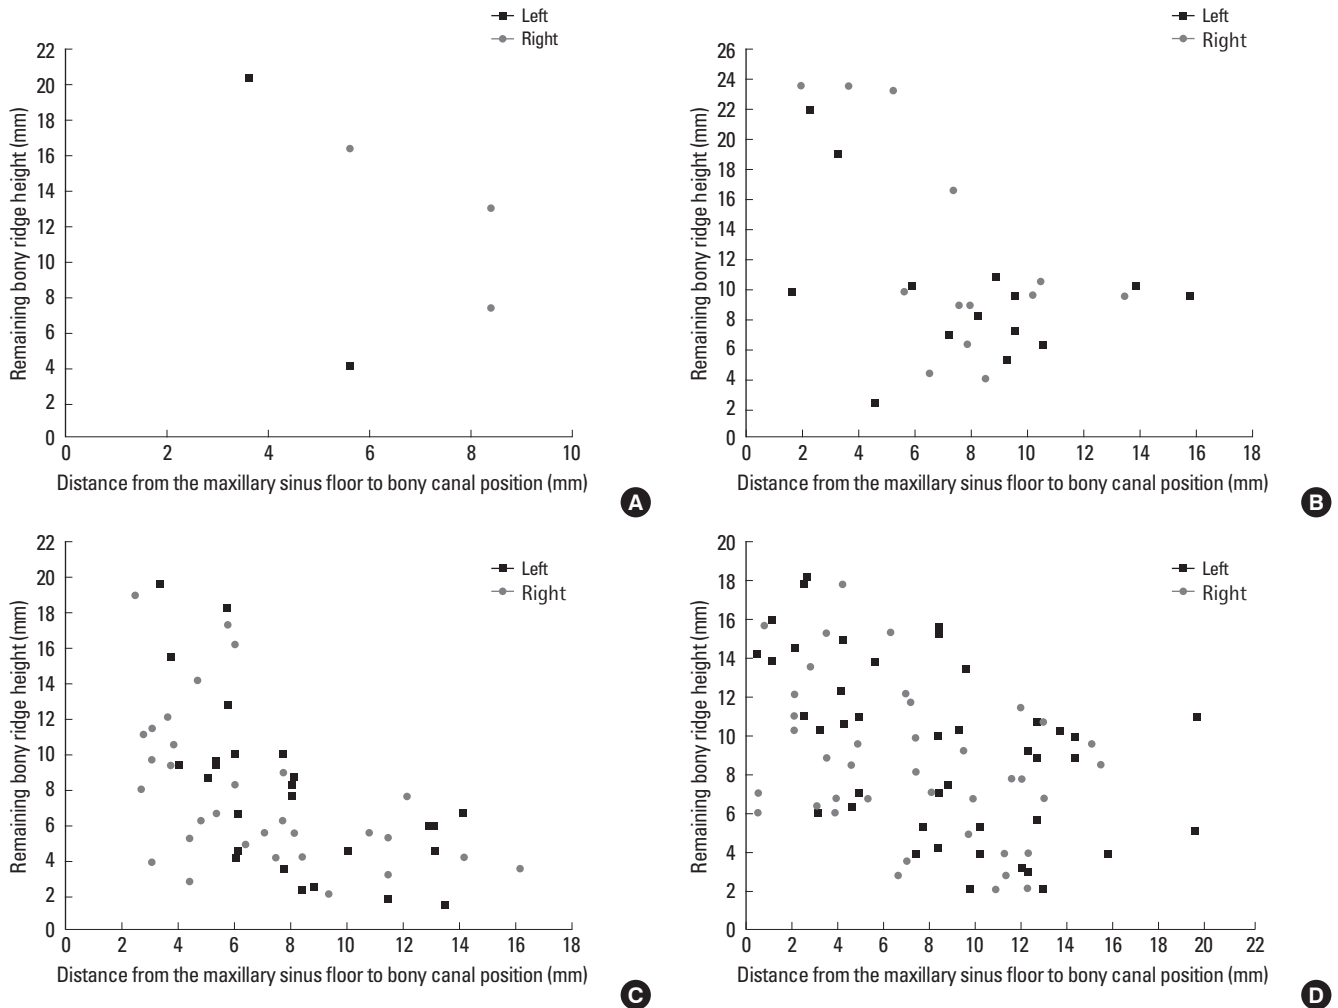 Left
Right
Remaining bony ridge height (mm)
22
20
18
16
14
12
10
8
6
4
2
0
0 2 4 6 8 10
Distance from the maxillary sinus floor to bony canal position (mm)
A
Left
Right
Remaining bony ridge height (mm)
26
24
22
20
18
16
14
12
10
8
6
4
2
0
0 2 4 6 8 10 12 14 16 18
Distance from the maxillary sinus floor to bony canal position (mm)
B
Left
Right
Remaining bony ridge height (mm)
22
20
18
16
14
12
10
8
6
4
2
0
0 2 4 6 8 10 12 14 16 18
Distance from the maxillary sinus floor to bony canal position (mm)
C
Left
Right
Remaining bony ridge height (mm)
20
18
16
14
12
10
8
6
4
2
0
0 2 4 6 8 10 12 14 16 18 20 22
Distance from the maxillary sinus floor to bony canal position (mm)
D